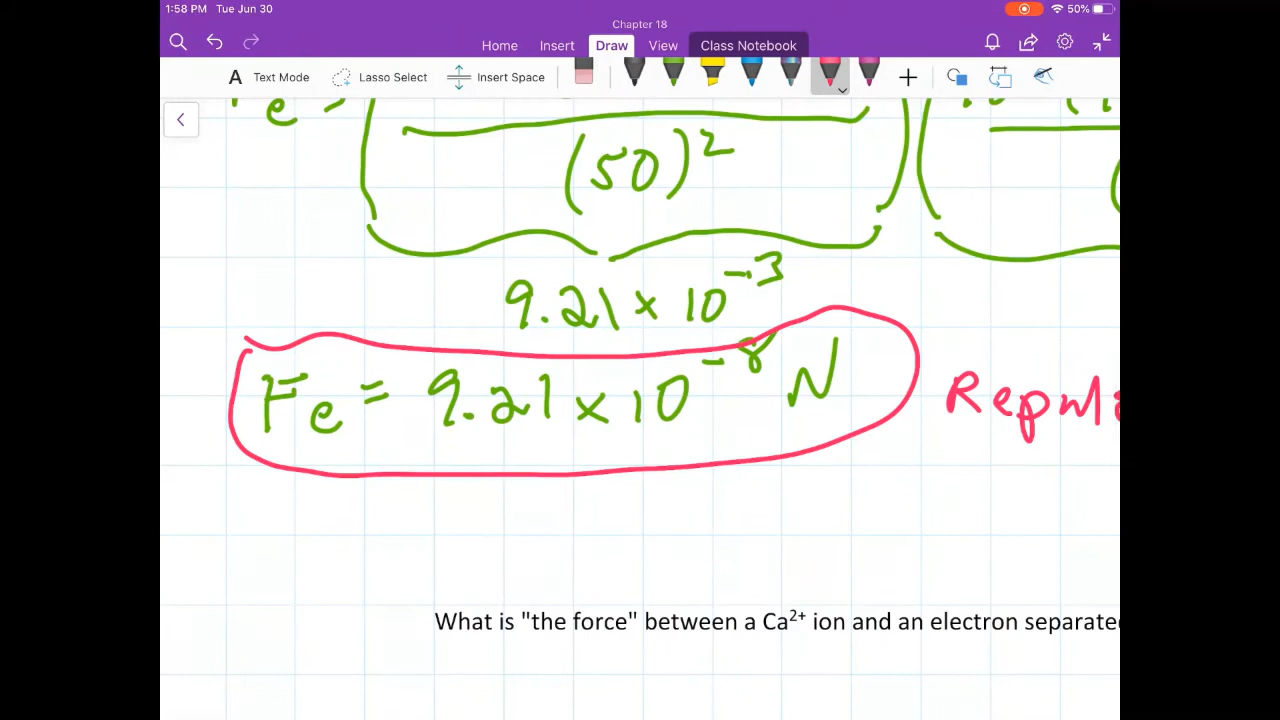 1:58 PM Tue Jun 30
50%
Chapter 18
Home Insert Draw View Class Notebook
A Text Mode Lasso Select Insert Space
e
(50)²
9.21 × 10⁻³
Fe = 9.21 × 10⁻⁸ N
What is "the force" between a Ca²⁺ ion and an electron